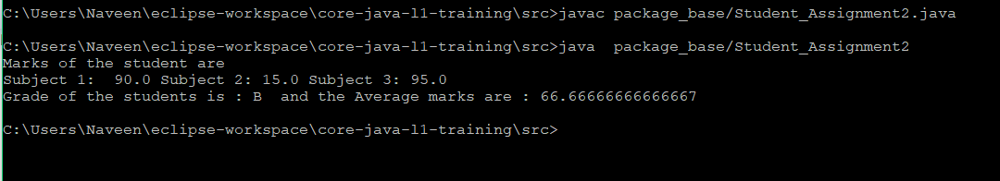 C:\Users\Naveen\eclipse-workspace\core-java-l1-training\src>javac package_base/Student_Assignment2.java
C:\Users\Naveen\eclipse-workspace\core-java-l1-training\src>java  package_base/Student_Assignment2
Marks of the student are
Subject 1:  90.0 Subject 2: 15.0 Subject 3: 95.0
Grade of the students is : B  and the Average marks are : 66.66666666666667
C:\Users\Naveen\eclipse-workspace\core-java-l1-training\src>